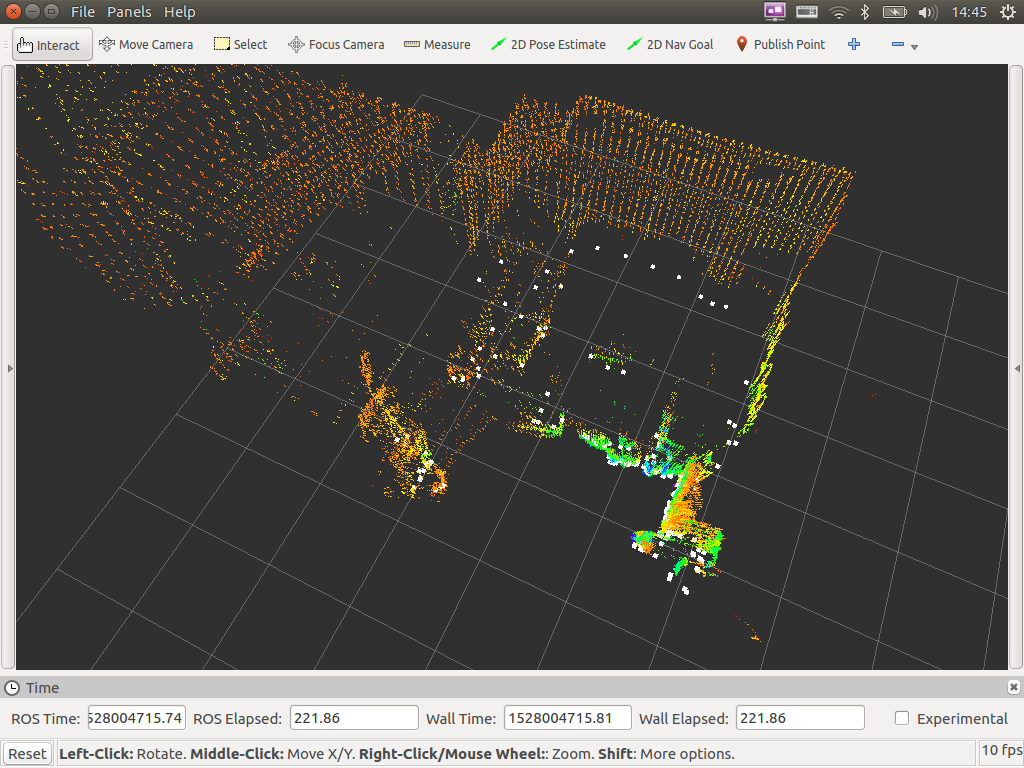 File Panels Help 14:45
Interact Move Camera Select Focus Camera Measure 2D Pose Estimate 2D Nav Goal Publish Point
Time
ROS Time: 528004715.74 ROS Elapsed: 221.86 Wall Time: 1528004715.81 Wall Elapsed: 221.86 Experimental
Reset Left-Click: Rotate. Middle-Click: Move X/Y. Right-Click/Mouse Wheel:: Zoom. Shift: More options. 10 fps